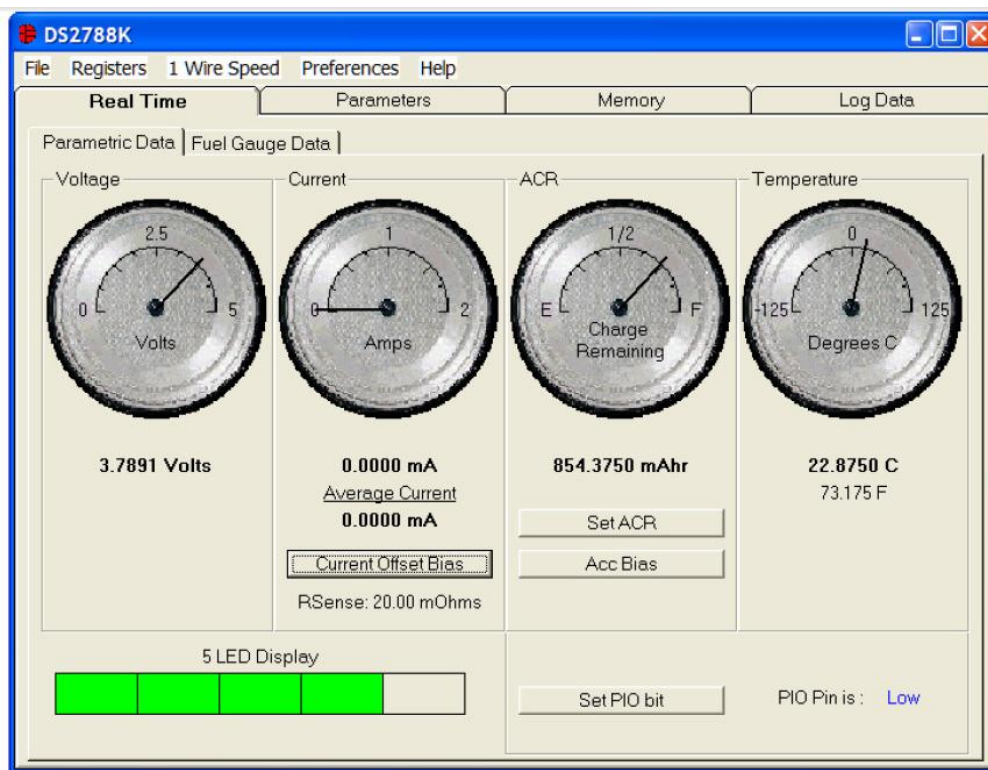 DS2788K
File Registers 1 Wire Speed Preferences Help
Real Time Parameters Memory Log Data
Parametric Data Fuel Gauge Data
Voltage Current ACR Temperature
2.5 1 1/2 0
0 5 0 2 E F -125 125
Volts Amps Charge Remaining Degrees C
3.7891 Volts 0.0000 mA 854.3750 mAhr 22.8750 C
Average Current 73.175 F
0.0000 mA Set ACR
Current Offset Bias Acc Bias
RSense: 20.00 mOhms
5 LED Display
Set PIO bit PIO Pin is : Low